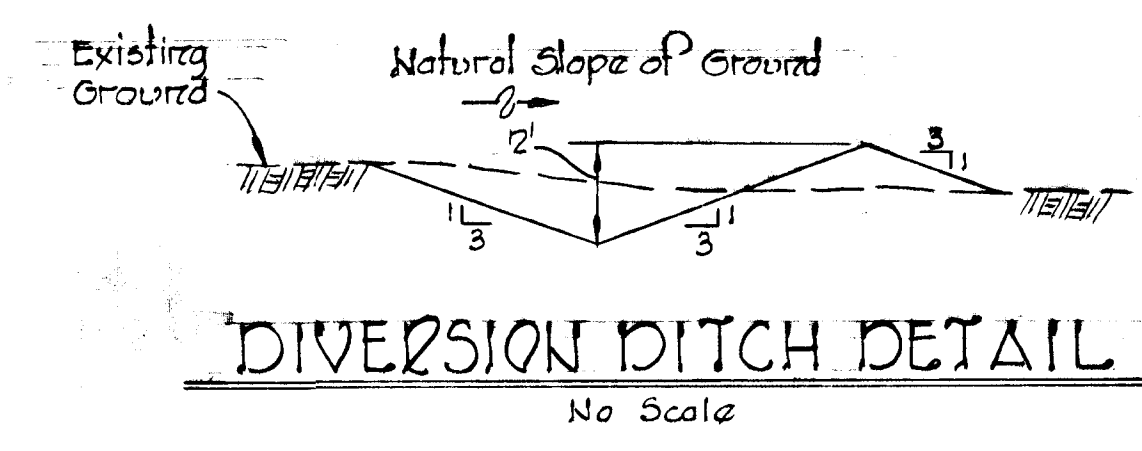 Existing
Ground
Natural Slope of Ground
2'
3
1
1
3
1
3
DIVERSION DITCH DETAIL
No Scale